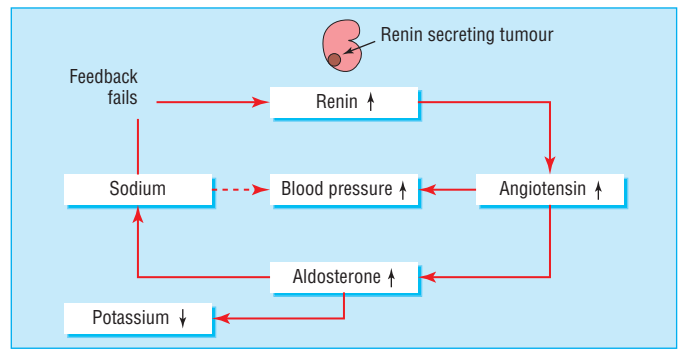 Renin secreting tumour
Feedback
fails
Renin ↑
Sodium
Blood pressure ↑
Angiotensin ↑
Aldosterone ↑
Potassium ↓